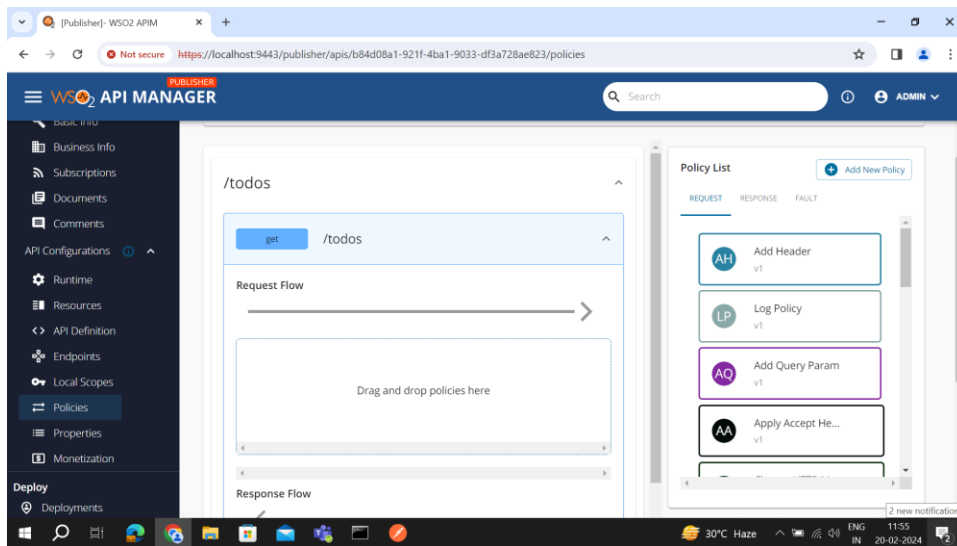 [Publisher]- WSO2 APIM
Not secure https://localhost:9443/publisher/apis/b84d08a1-921f-4ba1-9033-df3a728ae823/policies
PUBLISHER
WSO2 API MANAGER
Search
ADMIN
Basic Info
Business Info
Subscriptions
Documents
Comments
API Configurations
Runtime
Resources
API Definition
Endpoints
Local Scopes
Policies
Properties
Monetization
Deploy
Deployments
/todos
get /todos
Request Flow
Drag and drop policies here
Response Flow
Policy List
Add New Policy
REQUEST RESPONSE FAULT
AH Add Header
v1
LP Log Policy
v1
AQ Add Query Param
v1
AA Apply Accept He...
v1
2 new notification
30°C Haze
ENG
IN
11:55
20-02-2024
2